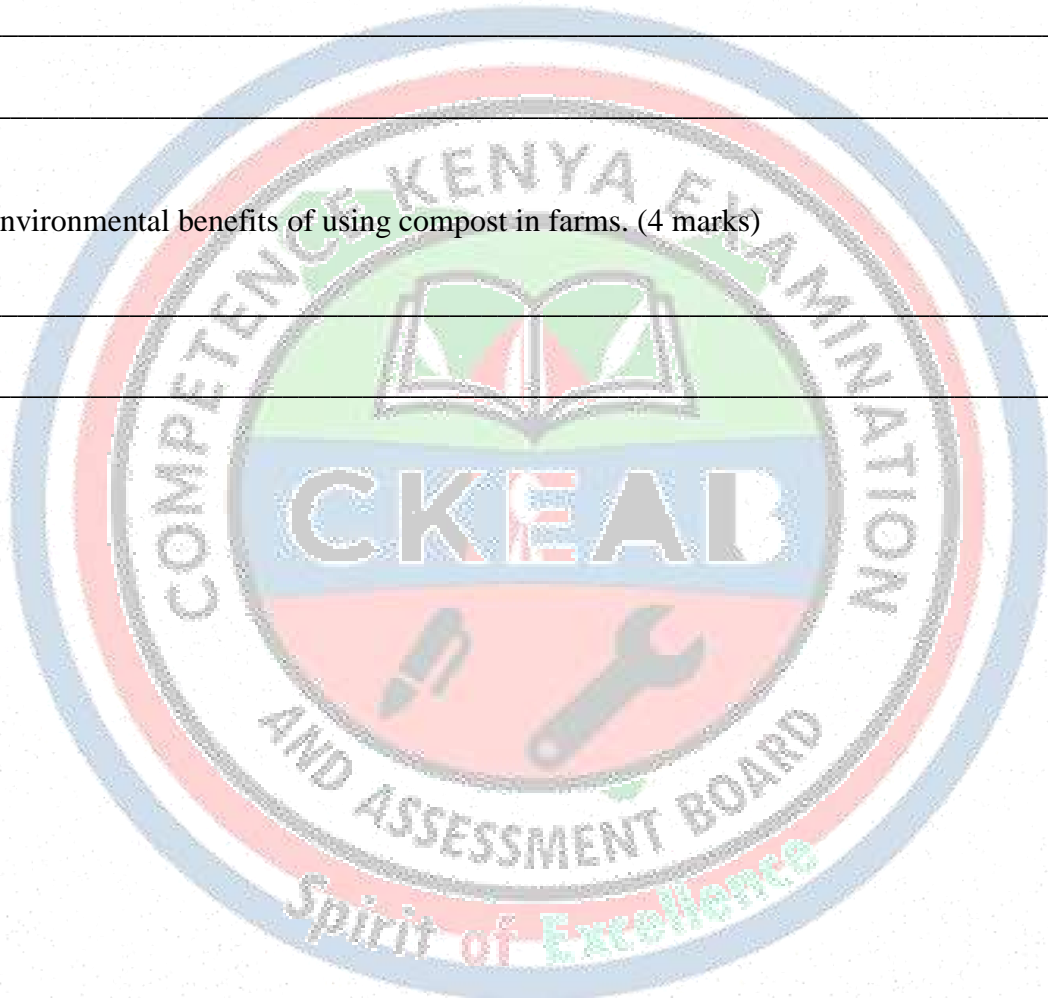 nvironmental benefits of using compost in farms. (4 marks)
COMPETENCE KENYA EXAMINATION
CKEAB
AND ASSESSMENT BOARD
Spirit of Excellence